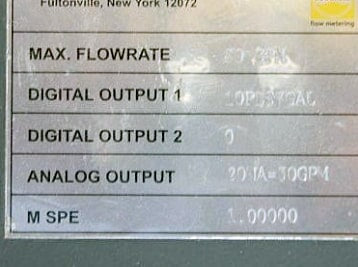 Fultonville, New York 12072
flow metering
MAX. FLOWRATE
DIGITAL OUTPUT 1
DIGITAL OUTPUT 2 0
ANALOG OUTPUT 20MA=30GPM
M SPE 1.00000